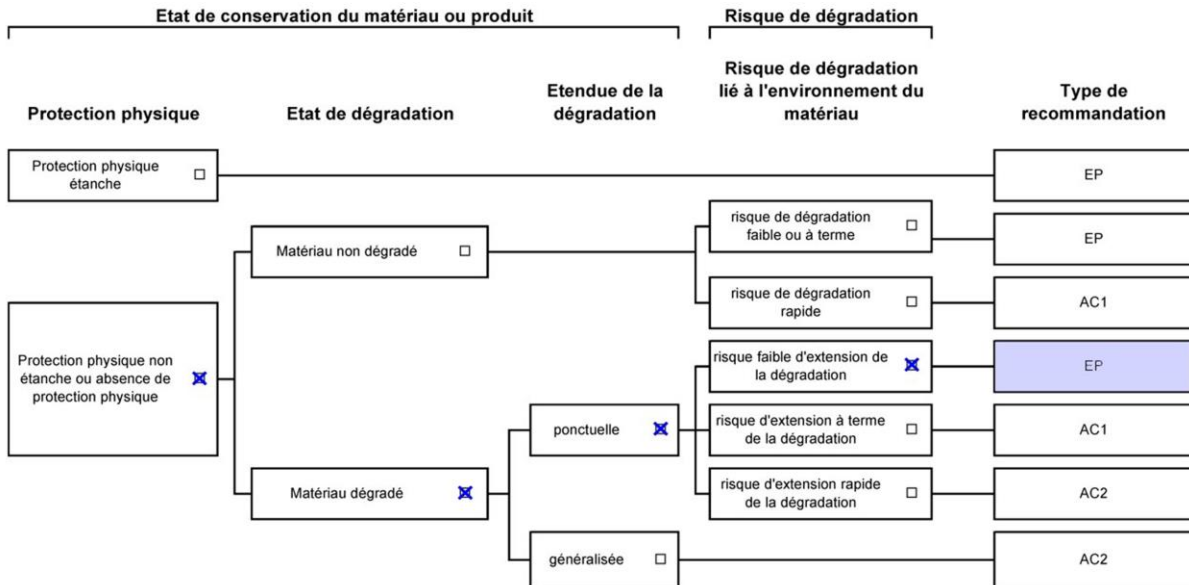 Etat de conservation du matériau ou produit
Risque de dégradation
Protection physique
Etat de dégradation
Etendue de la
dégradation
Risque de dégradation
lié à l'environnement du
matériau
Type de
recommandation
Protection physique
étanche
EP
Matériau non dégradé
risque de dégradation
faible ou à terme
EP
risque de dégradation
rapide
AC1
Protection physique non
étanche ou absence de
protection physique
risque faible d'extension de
la dégradation
EP
ponctuelle
risque d'extension à terme
de la dégradation
AC1
Matériau dégradé
risque d'extension rapide
de la dégradation
AC2
généralisée
AC2